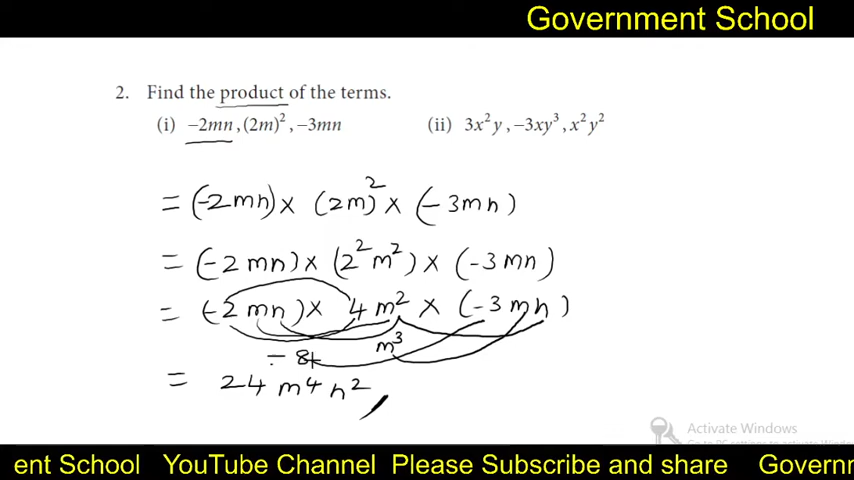 Government School
2. Find the product of the terms.
(i) −2mn, (2m)², −3mn (ii) 3x²y, −3xy³, x²y²
= (-2mn) × (2m)² × (-3mn)
= (-2mn) × (2²m²) × (-3mn)
= (-2mn) × 4m² × (-3mn)
m³
- 8
= 24 m⁴ n²
Activate Windows
ent School YouTube Channel Please Subscribe and share Governm